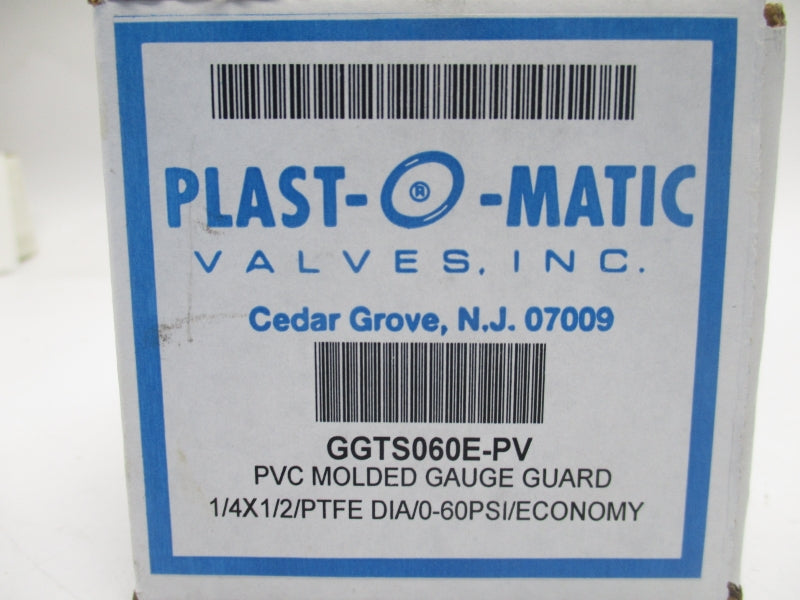 PLAST-O®-MATIC
VALVES, INC.
Cedar Grove, N.J. 07009
GGTS060E-PV
PVC MOLDED GAUGE GUARD
1/4X1/2/PTFE DIA/0-60PSI/ECONOMY